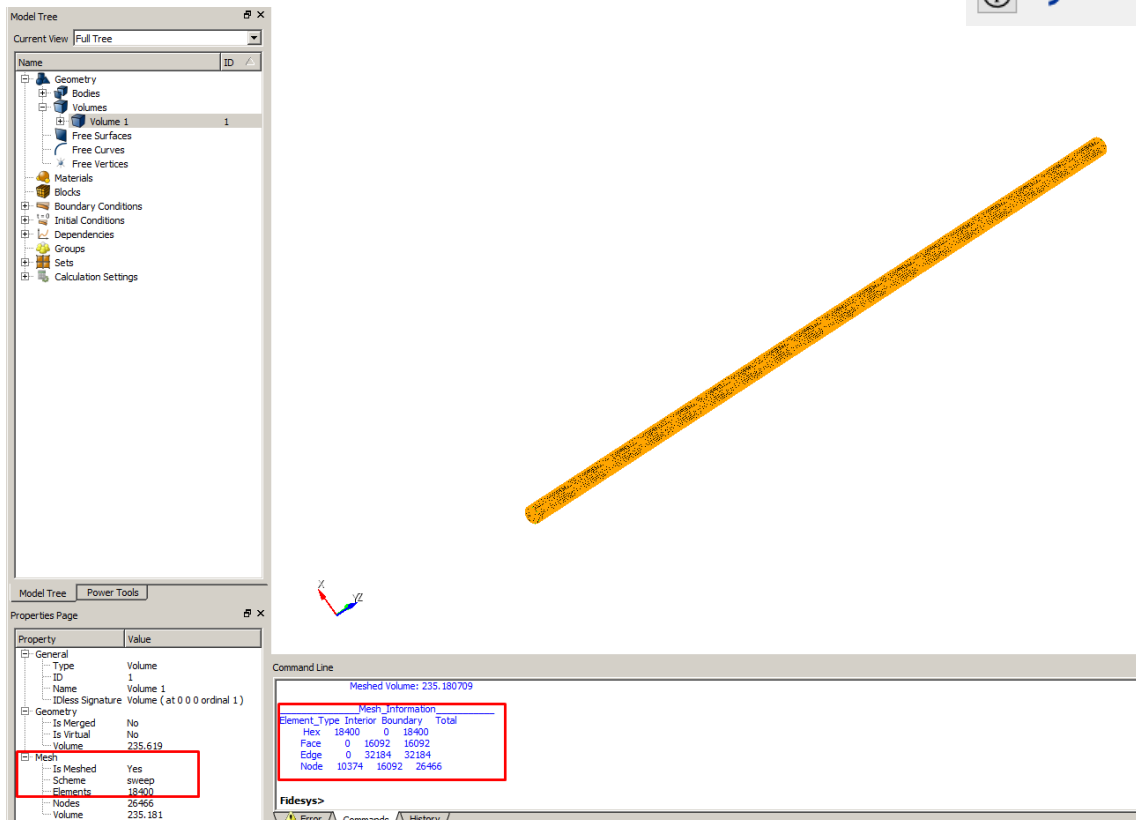 Model Tree
Current View Full Tree
Name ID
Geometry
Bodies
Volumes
Volume 1 1
Free Surfaces
Free Curves
Free Vertices
Materials
Blocks
Boundary Conditions
Initial Conditions
Dependencies
Groups
Sets
Calculation Settings
Model Tree Power Tools
Properties Page
Property Value
General
Type Volume
ID 1
Name Volume 1
IDless Signature Volume ( at 0 0 0 ordinal 1 )
Geometry
Is Merged No
Is Virtual No
Volume 235.619
Mesh
Is Meshed Yes
Scheme sweep
Elements 18400
Nodes 26466
Volume 235.181
X
YZ
Command Line
Meshed Volume: 235.180709
Mesh_Information
Element_Type Interior Boundary Total
Hex 18400 0 18400
Face 0 16092 16092
Edge 0 32184 32184
Node 10374 16092 26466
Fidesys>
Error Commands History